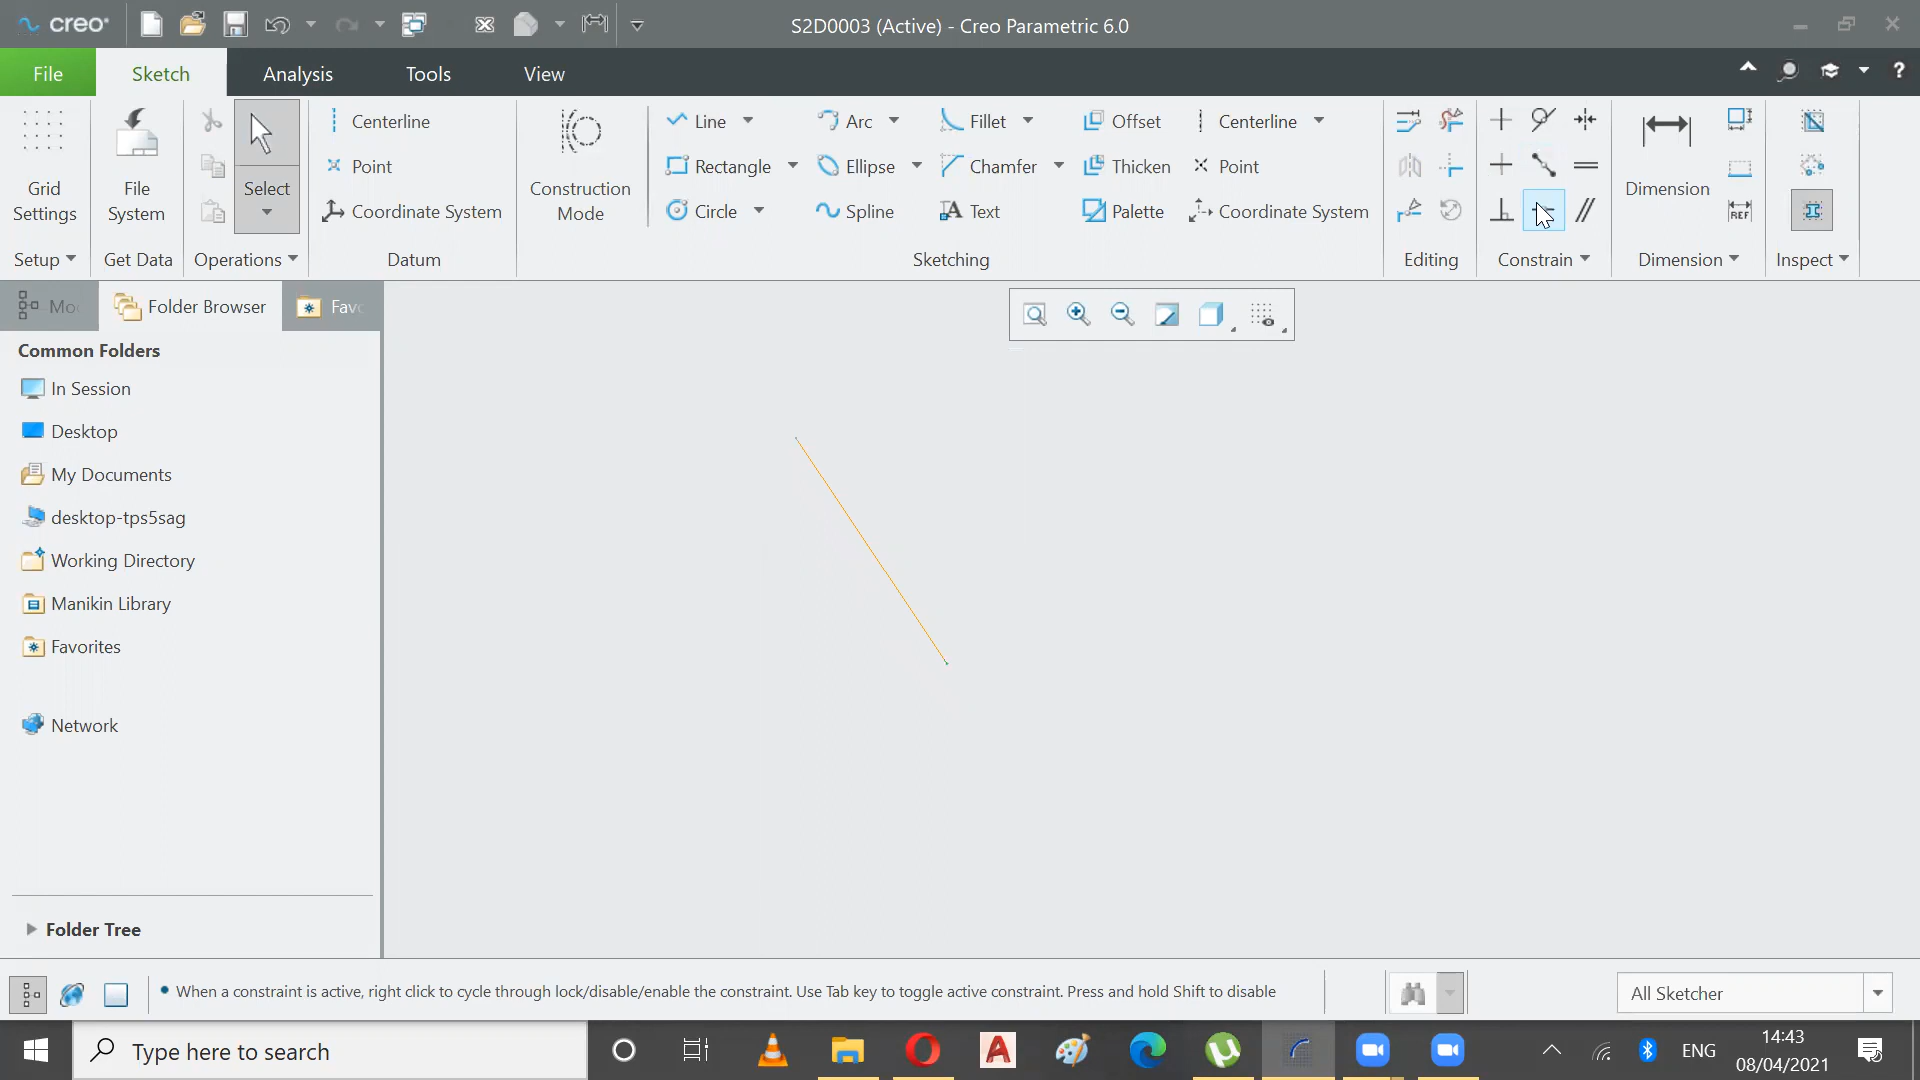 creo
S2D0003 (Active) - Creo Parametric 6.0
File
Sketch
Analysis
Tools
View
?
Grid
Settings
Setup
File
System
Get Data
Select
Operations
Centerline
Point
Coordinate System
Datum
Construction
Mode
Line
Arc
Fillet
Offset
Centerline
Rectangle
Ellipse
Chamfer
Thicken
Point
Circle
Spline
Text
Palette
Coordinate System
Sketching
Editing
Constrain
Dimension
REF
Dimension
Inspect
Mo
Folder Browser
Favo
Common Folders
In Session
Desktop
My Documents
desktop-tps5sag
Working Directory
Manikin Library
Favorites
Network
Folder Tree
When a constraint is active, right click to cycle through lock/disable/enable the constraint. Use Tab key to toggle active constraint. Press and hold Shift to disable
All Sketcher
Type here to search
ENG
14:43
08/04/2021